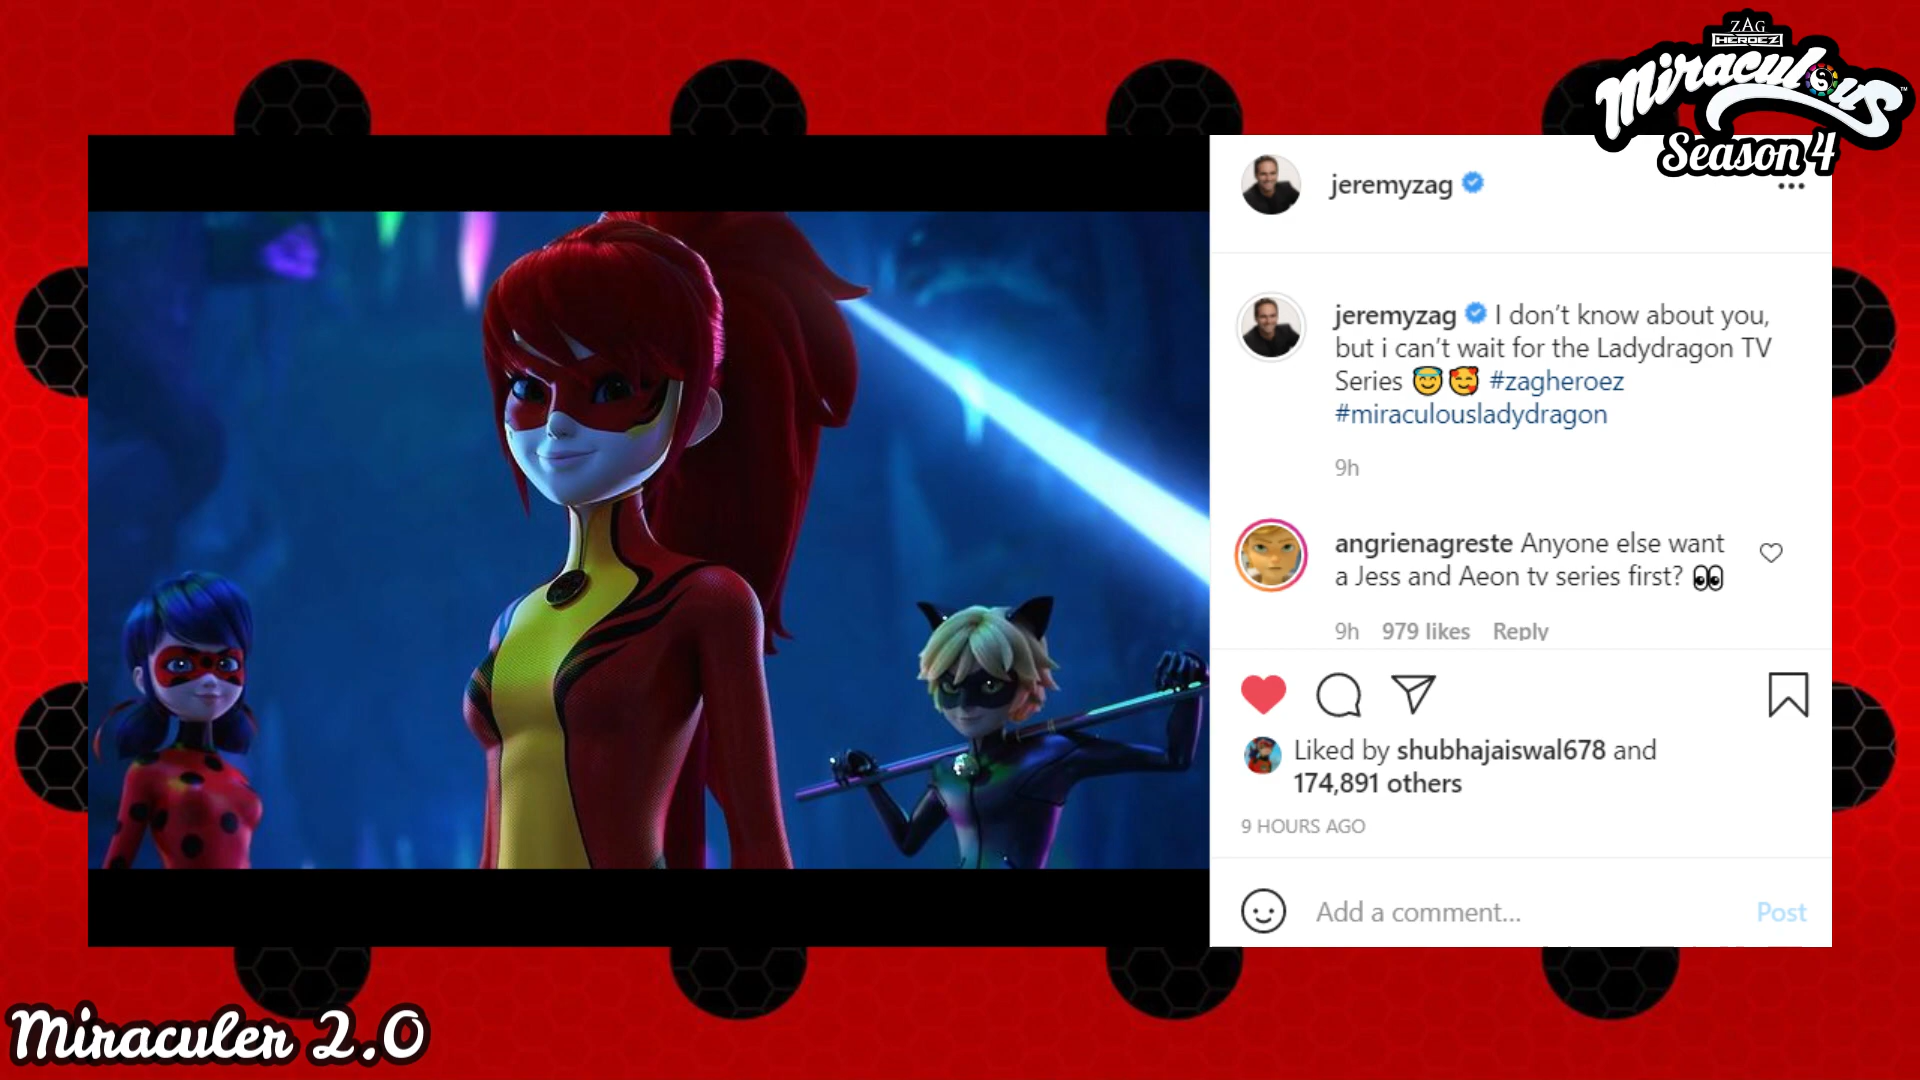 ZAG
HEROEZ
Miraculous™
Season 4
jeremyzag
jeremyzag I don’t know about you,
but i can’t wait for the Ladydragon TV
Series 😇🥰 #zagheroez
#miraculousladydragon
9h
angrienagreste Anyone else want
a Jess and Aeon tv series first? 👀
9h 979 likes Reply
Liked by shubhajaiswal678 and
174,891 others
9 HOURS AGO
Add a comment... Post
Miraculer 2.0